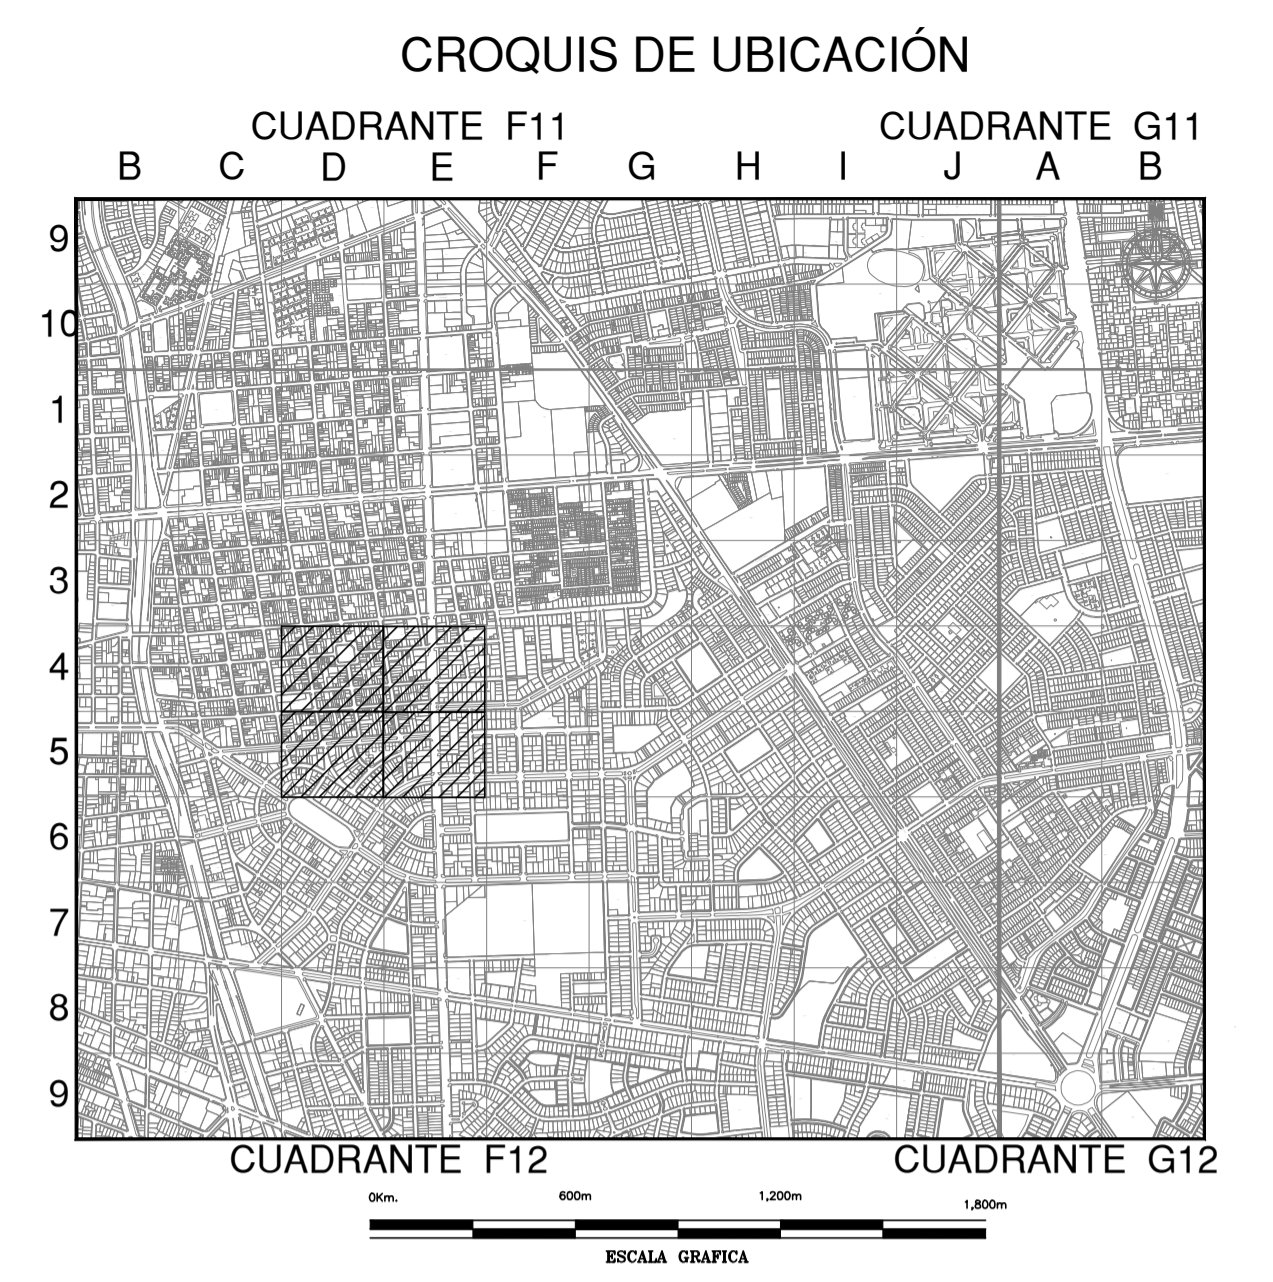 CROQUIS DE UBICACIÓN
CUADRANTE F11 CUADRANTE G11
B C D E F G H I J A B
9
10
1
2
3
4
5
6
7
8
9
CUADRANTE F12 CUADRANTE G12
0Km. 600m 1,200m 1,800m
ESCALA GRAFICA